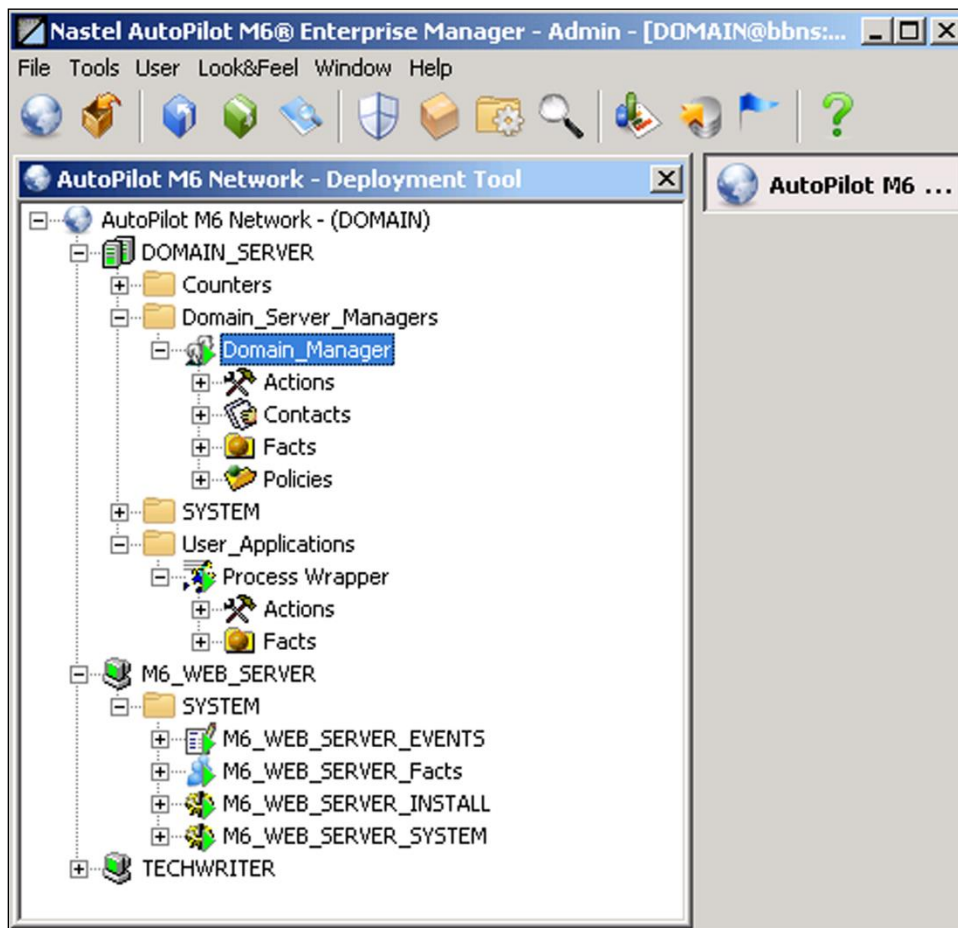 Nastel AutoPilot M6® Enterprise Manager - Admin - [DOMAIN@bbns:...
File Tools User Look&Feel Window Help
AutoPilot M6 Network - Deployment Tool
AutoPilot M6 ...
AutoPilot M6 Network - (DOMAIN)
DOMAIN_SERVER
Counters
Domain_Server_Managers
Domain_Manager
Actions
Contacts
Facts
Policies
SYSTEM
User_Applications
Process Wrapper
Actions
Facts
M6_WEB_SERVER
SYSTEM
M6_WEB_SERVER_EVENTS
M6_WEB_SERVER_Facts
M6_WEB_SERVER_INSTALL
M6_WEB_SERVER_SYSTEM
TECHWRITER